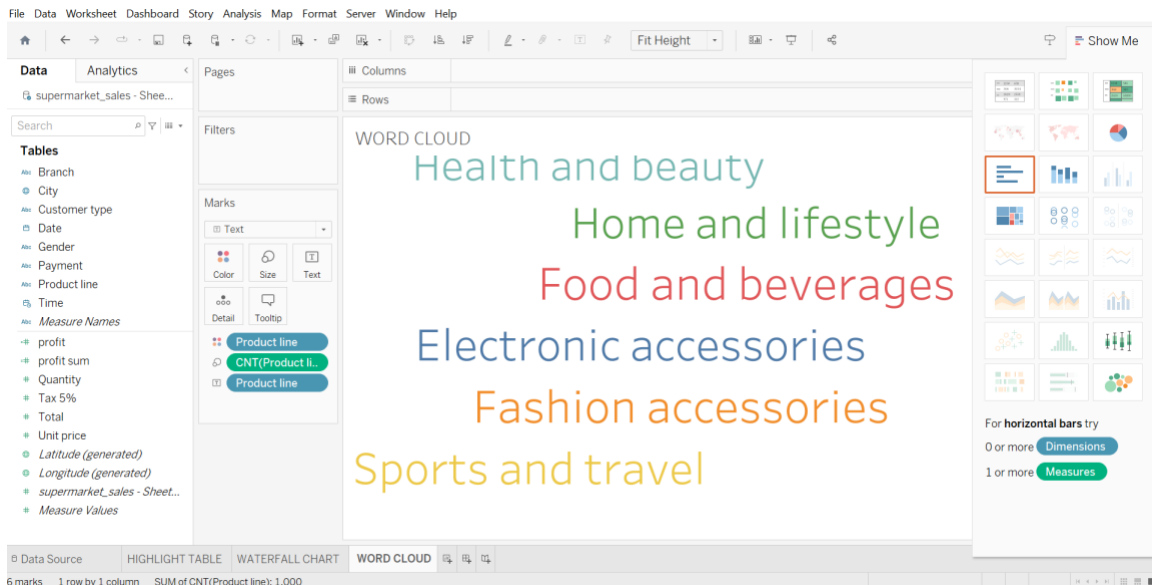 File Data Worksheet Dashboard Story Analysis Map Format Server Window Help
Fit Height
Show Me
Data Analytics
supermarket_sales - Shee...
Search
Tables
Abc Branch
City
Abc Customer type
Date
Abc Gender
Abc Payment
Abc Product line
Time
Abc Measure Names
profit
profit sum
# Quantity
# Tax 5%
# Total
# Unit price
Latitude (generated)
Longitude (generated)
# supermarket_sales - Sheet...
# Measure Values
Pages
Filters
Marks
Text
Color Size Text
Detail Tooltip
Product line
CNT(Product li..
Product line
Columns
Rows
WORD CLOUD
Health and beauty
Home and lifestyle
Food and beverages
Electronic accessories
Fashion accessories
Sports and travel
For horizontal bars try
0 or more Dimensions
1 or more Measures
Data Source HIGHLIGHT TABLE WATERFALL CHART WORD CLOUD
6 marks 1 row by 1 column SUM of CNT(Product line): 1,000